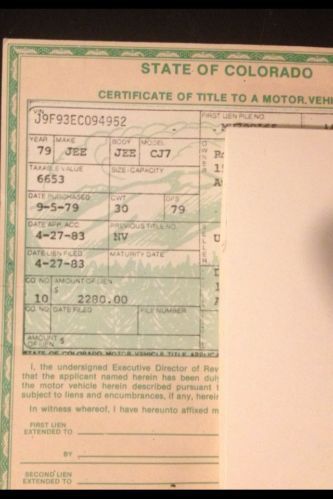 STATE OF COLORADO
CERTIFICATE OF TITLE TO A MOTOR VEHI
VIN
J9F93EC094952
FIRST LIEN FILE NO.
YEAR MAKE BODY MODEL
79 JEE JEE CJ7
OWNER
TAXABLE VALUE SIZE-CAPACITY
6653
DATE PURCHASED CWT GFS
9-5-79 30 79
DATE APP. ACC. PREVIOUS TITLE NO.
4-27-83 NV
DATE LIEN FILED MATURITY DATE
4-27-83
CO. NO. AMOUNT OF LIEN
$
10 2280.00
CO. NO. DATE FILED FILE NUMBER
AMOUNT OF LIEN $
STATE OF COLORADO MOTOR VEHICLE TITLE APPLICA
I, the undersigned Executive Director of Rev
that the applicant named herein has been duly
the motor vehicle herein described pursuant t
subject to liens and encumbrances, if any, herein
In witness whereof, I have hereunto affixed m
FIRST LIEN
EXTENDED TO
BY
SECOND LIEN
EXTENDED TO